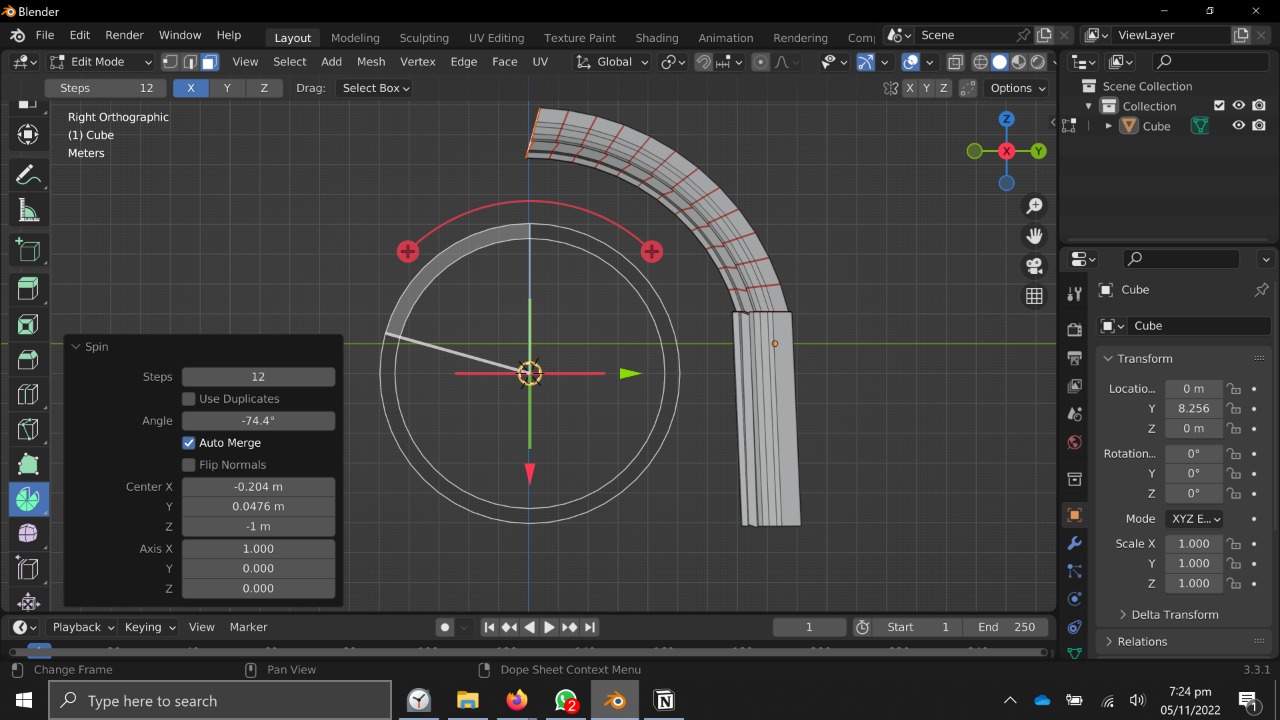 Blender
File Edit Render Window Help Layout Modeling Sculpting UV Editing Texture Paint Shading Animation Rendering Comp Scene ViewLayer
Edit Mode View Select Add Mesh Vertex Edge Face UV Global
Steps 12 X Y Z Drag: Select Box X Y Z Options
Right Orthographic
(1) Cube
Meters
Z
X
Y
Scene Collection
Collection
Cube
Cube
Cube
Transform
Locatio... 0 m
Y 8.256
Z 0 m
Rotation... 0°
Y 0°
Z 0°
Mode XYZ E...
Scale X 1.000
Y 1.000
Z 1.000
Delta Transform
Relations
Spin
Steps 12
Use Duplicates
Angle -74.4°
Auto Merge
Flip Normals
Center X -0.204 m
Y 0.0476 m
Z -1 m
Axis X 1.000
Y 0.000
Z 0.000
Playback Keying View Marker 1 Start 1 End 250
Change Frame Pan View Dope Sheet Context Menu 3.3.1
Type here to search
2
7:24 pm
05/11/2022
1